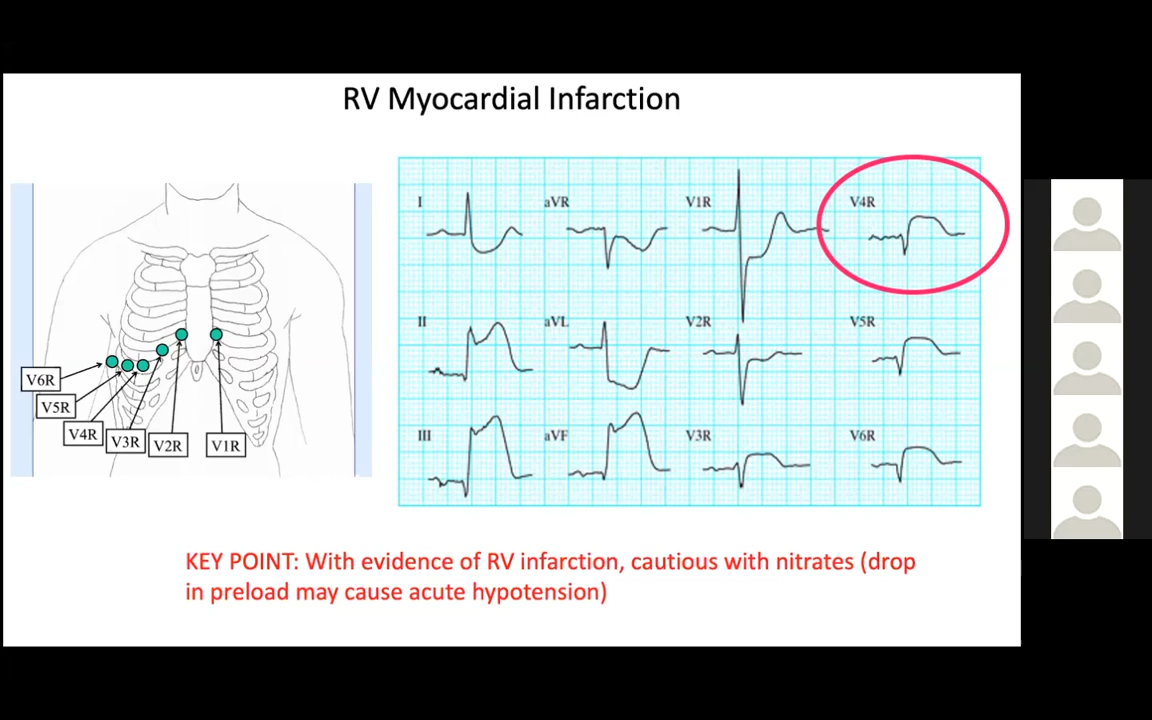 RV Myocardial Infarction
V6R
V5R
V4R
V3R
V2R
V1R
I
aVR
V1R
V4R
II
aVL
V2R
V5R
III
aVF
V3R
V6R
KEY POINT: With evidence of RV infarction, cautious with nitrates (drop
in preload may cause acute hypotension)